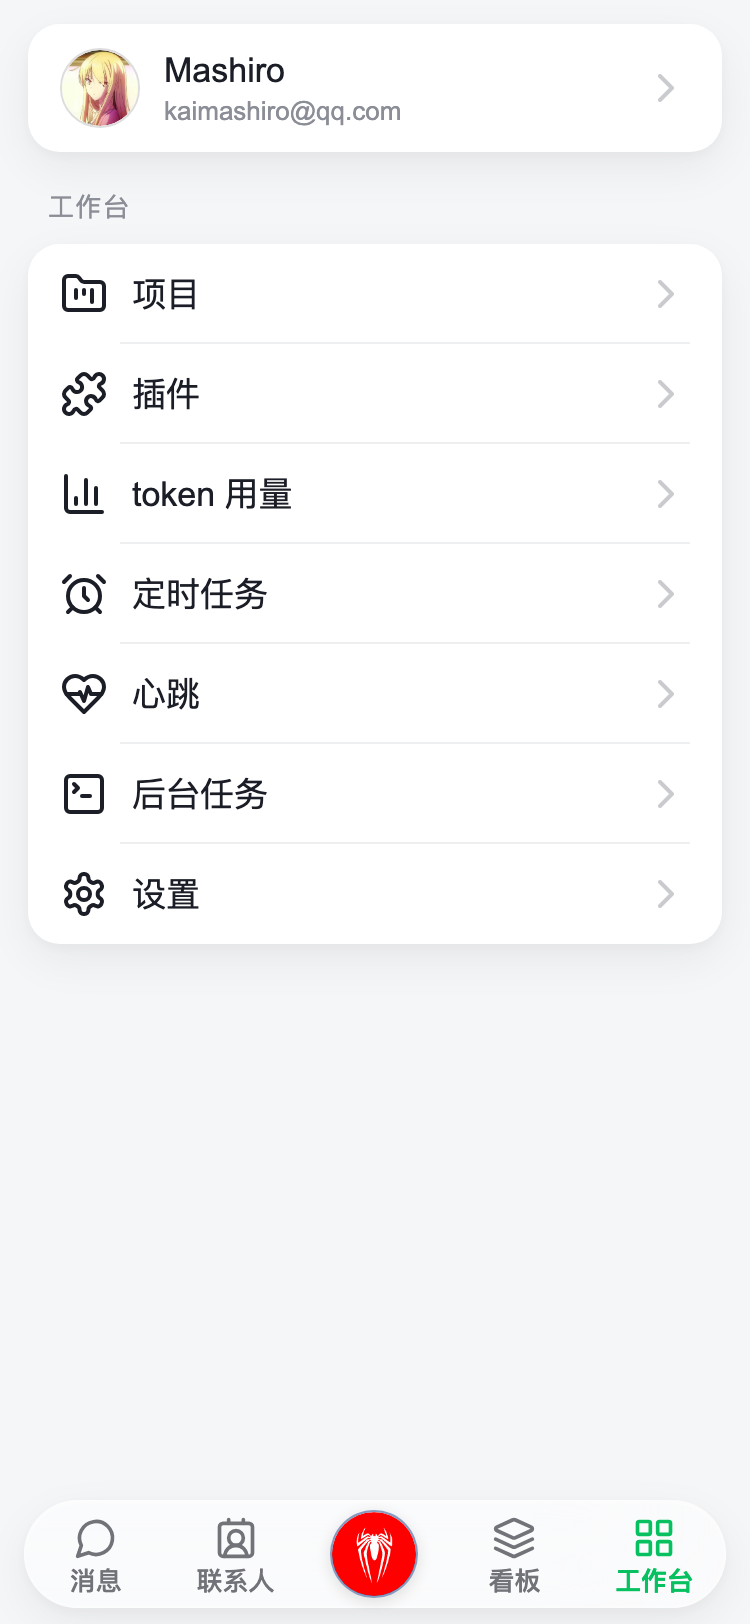 Mashiro
kaimashiro@qq.com
工作台
项目
插件
token 用量
定时任务
心跳
后台任务
设置
消息
联系人
看板
工作台